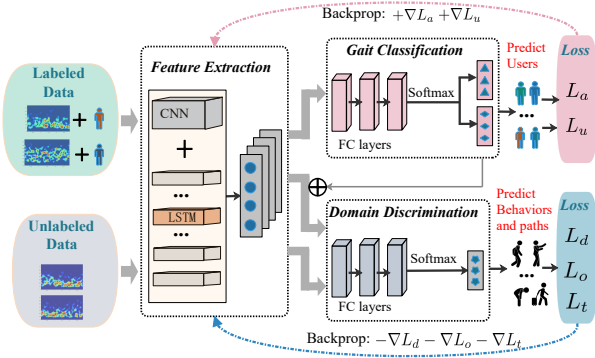 Backprop: +∇L_a +∇L_u
Labeled
Data
+
+
Unlabeled
Data
Feature Extraction
CNN
+
...
LSTM
...
Gait Classification
Softmax
FC layers
...
Predict
Users
...
Loss
L_a
L_u
Domain Discrimination
Softmax
FC layers
Predict
Behaviors
and paths
...
Loss
L_d
L_o
L_t
Backprop: −∇L_d − ∇L_o − ∇L_t